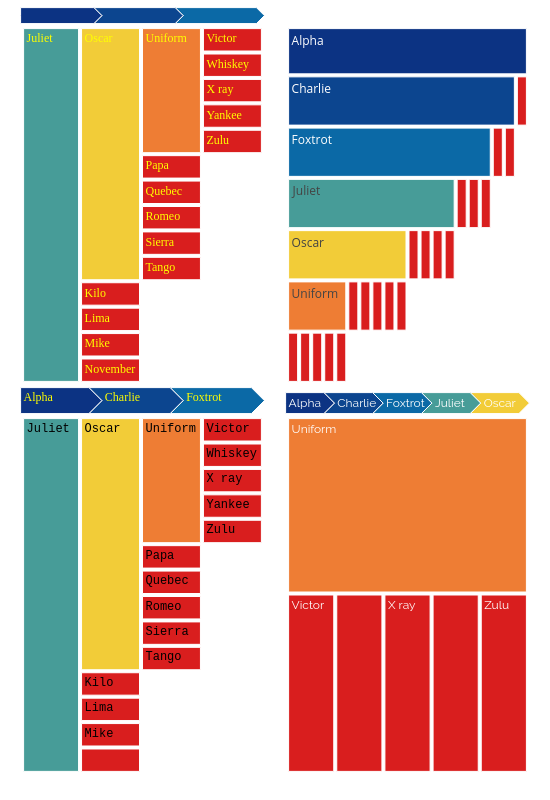 Juliet
Oscar
Uniform
Victor
Whiskey
X ray
Yankee
Zulu
Papa
Quebec
Romeo
Sierra
Tango
Kilo
Lima
Mike
November
Alpha
Charlie
Foxtrot
Juliet
Oscar
Uniform
Alpha
Charlie
Foxtrot
Juliet
Oscar
Uniform
Victor
Whiskey
X ray
Yankee
Zulu
Papa
Quebec
Romeo
Sierra
Tango
Kilo
Lima
Mike
Alpha
Charlie
Foxtrot
Juliet
Oscar
Uniform
Victor
X ray
Zulu